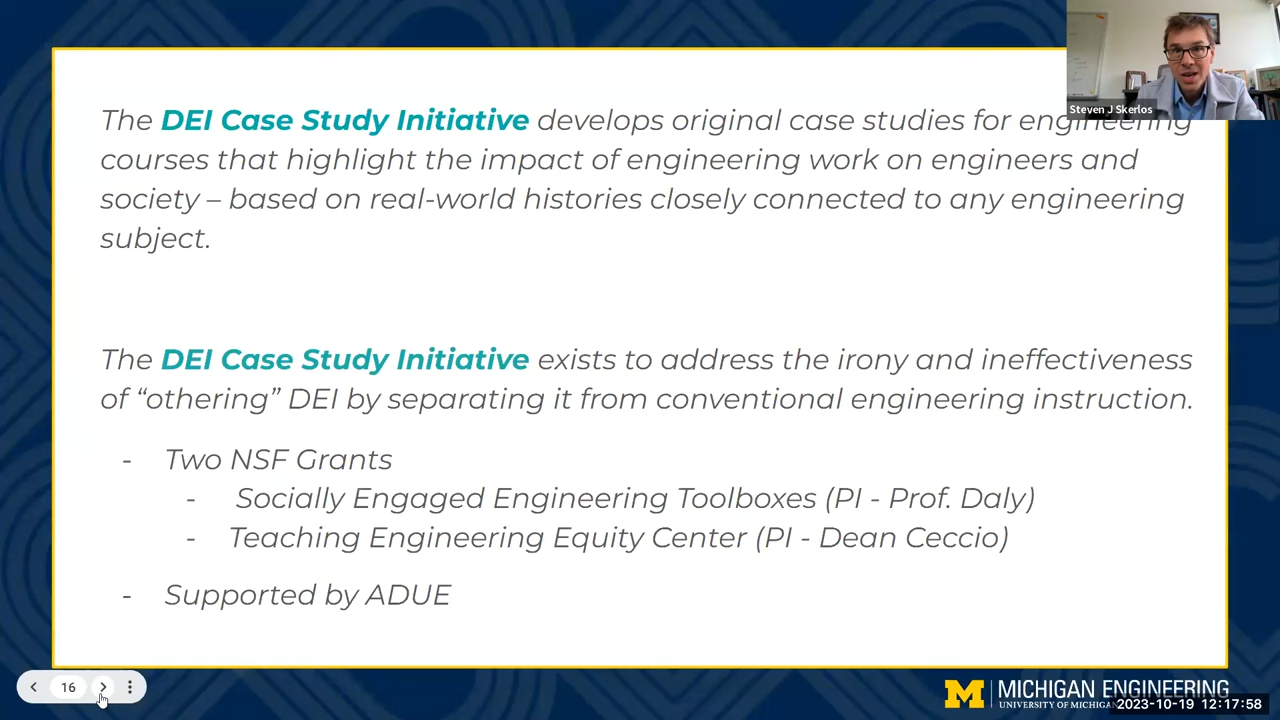 Steven J Skerlos
The DEI Case Study Initiative develops original case studies for engineering
courses that highlight the impact of engineering work on engineers and
society – based on real-world histories closely connected to any engineering
subject.
The DEI Case Study Initiative exists to address the irony and ineffectiveness
of “othering” DEI by separating it from conventional engineering instruction.
- Two NSF Grants
- Socially Engaged Engineering Toolboxes (PI - Prof. Daly)
- Teaching Engineering Equity Center (PI - Dean Ceccio)
- Supported by ADUE
16
M MICHIGAN ENGINEERING
UNIVERSITY OF MICHIGAN
2023-10-19 12:17:58